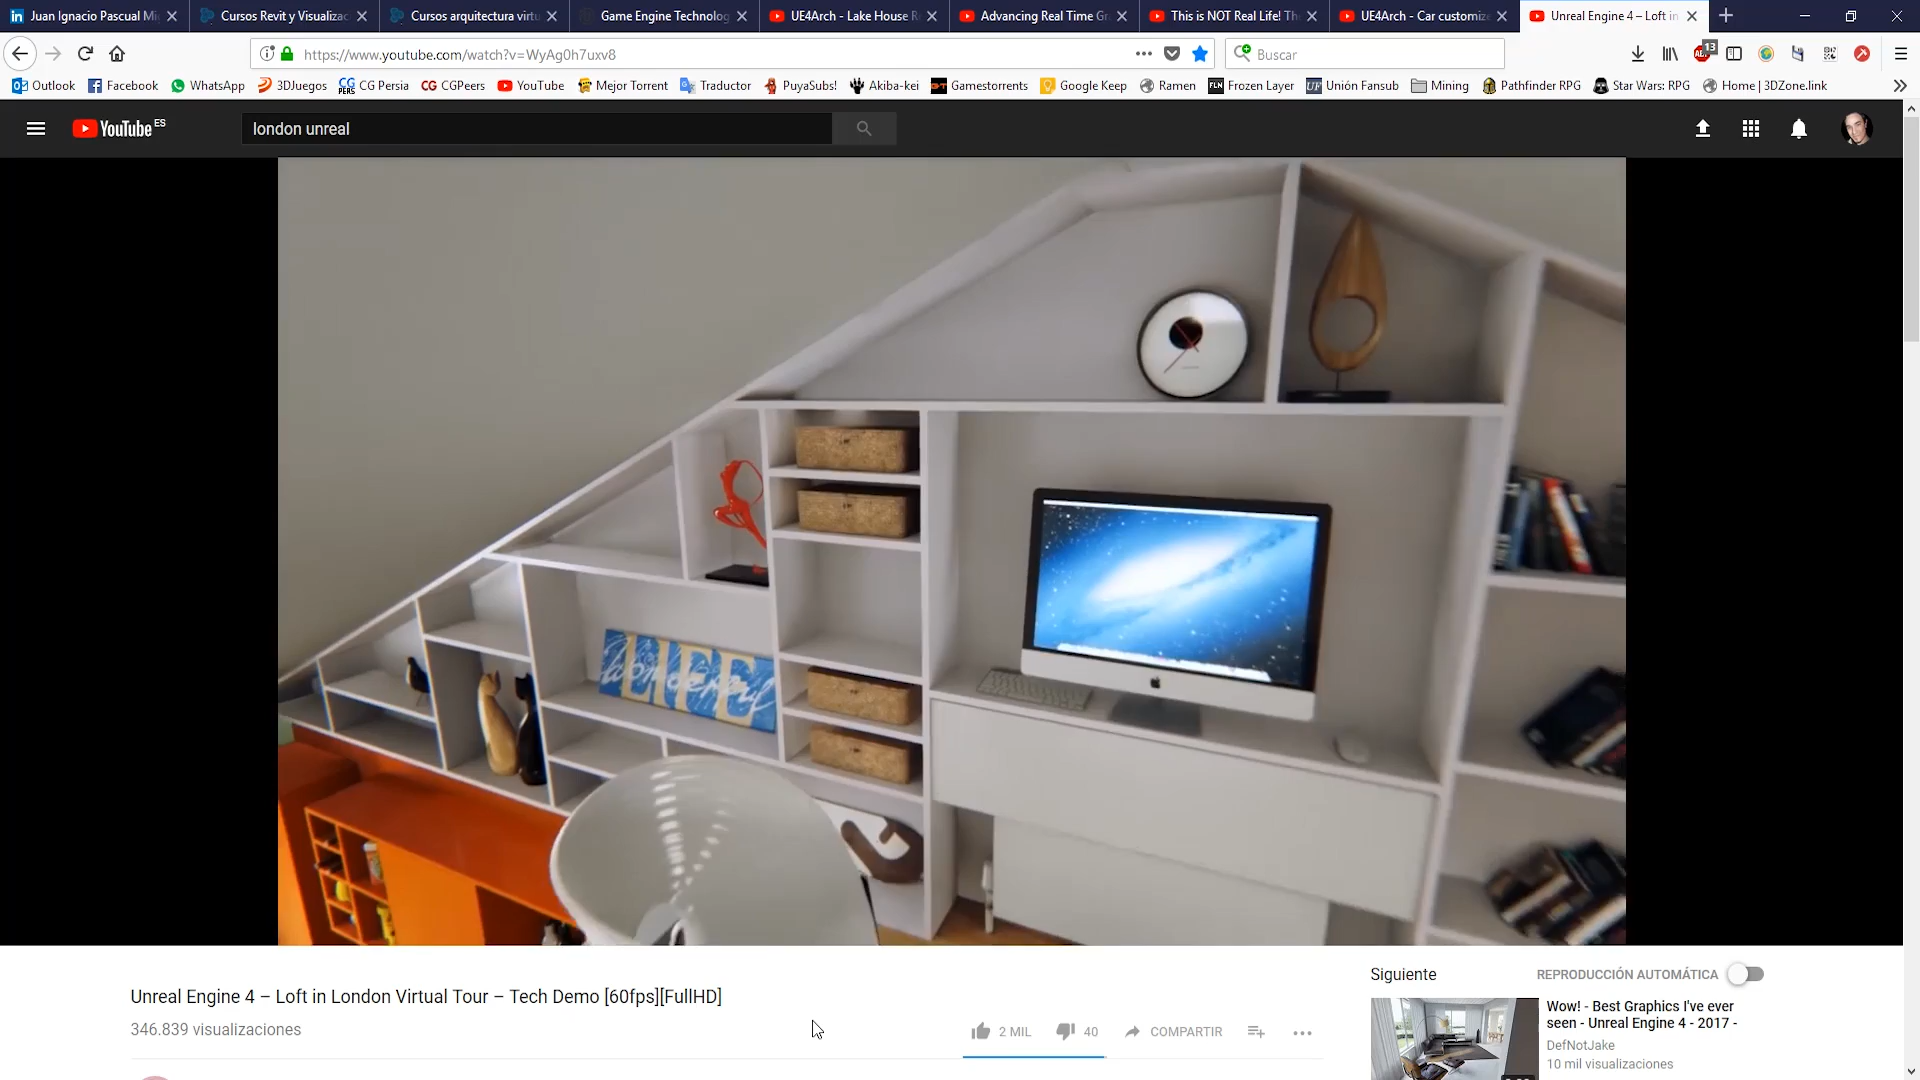 Juan Ignacio Pascual Mi
Cursos Revit y Visualizac
Cursos arquitectura virtu
Game Engine Technolog
UE4Arch - Lake House R
Advancing Real Time Gr
This is NOT Real Life! Th
UE4Arch - Car customize
Unreal Engine 4 – Loft in
https://www.youtube.com/watch?v=WyAg0h7uxv8
Buscar
13
Outlook
Facebook
WhatsApp
3DJuegos
CG Persia
CGPeers
YouTube
Mejor Torrent
Traductor
PuyaSubs!
Akiba-kei
Gamestorrents
Google Keep
Ramen
Frozen Layer
Unión Fansub
Mining
Pathfinder RPG
Star Wars: RPG
Home | 3DZone.link
YouTube ES
london unreal
LIFE
Wonderful
Unreal Engine 4 – Loft in London Virtual Tour – Tech Demo [60fps][FullHD]
346.839 visualizaciones
2 MIL
40
COMPARTIR
Siguiente
REPRODUCCIÓN AUTOMÁTICA
Wow! - Best Graphics I've ever
seen - Unreal Engine 4 - 2017 -
DefNotJake
10 mil visualizaciones